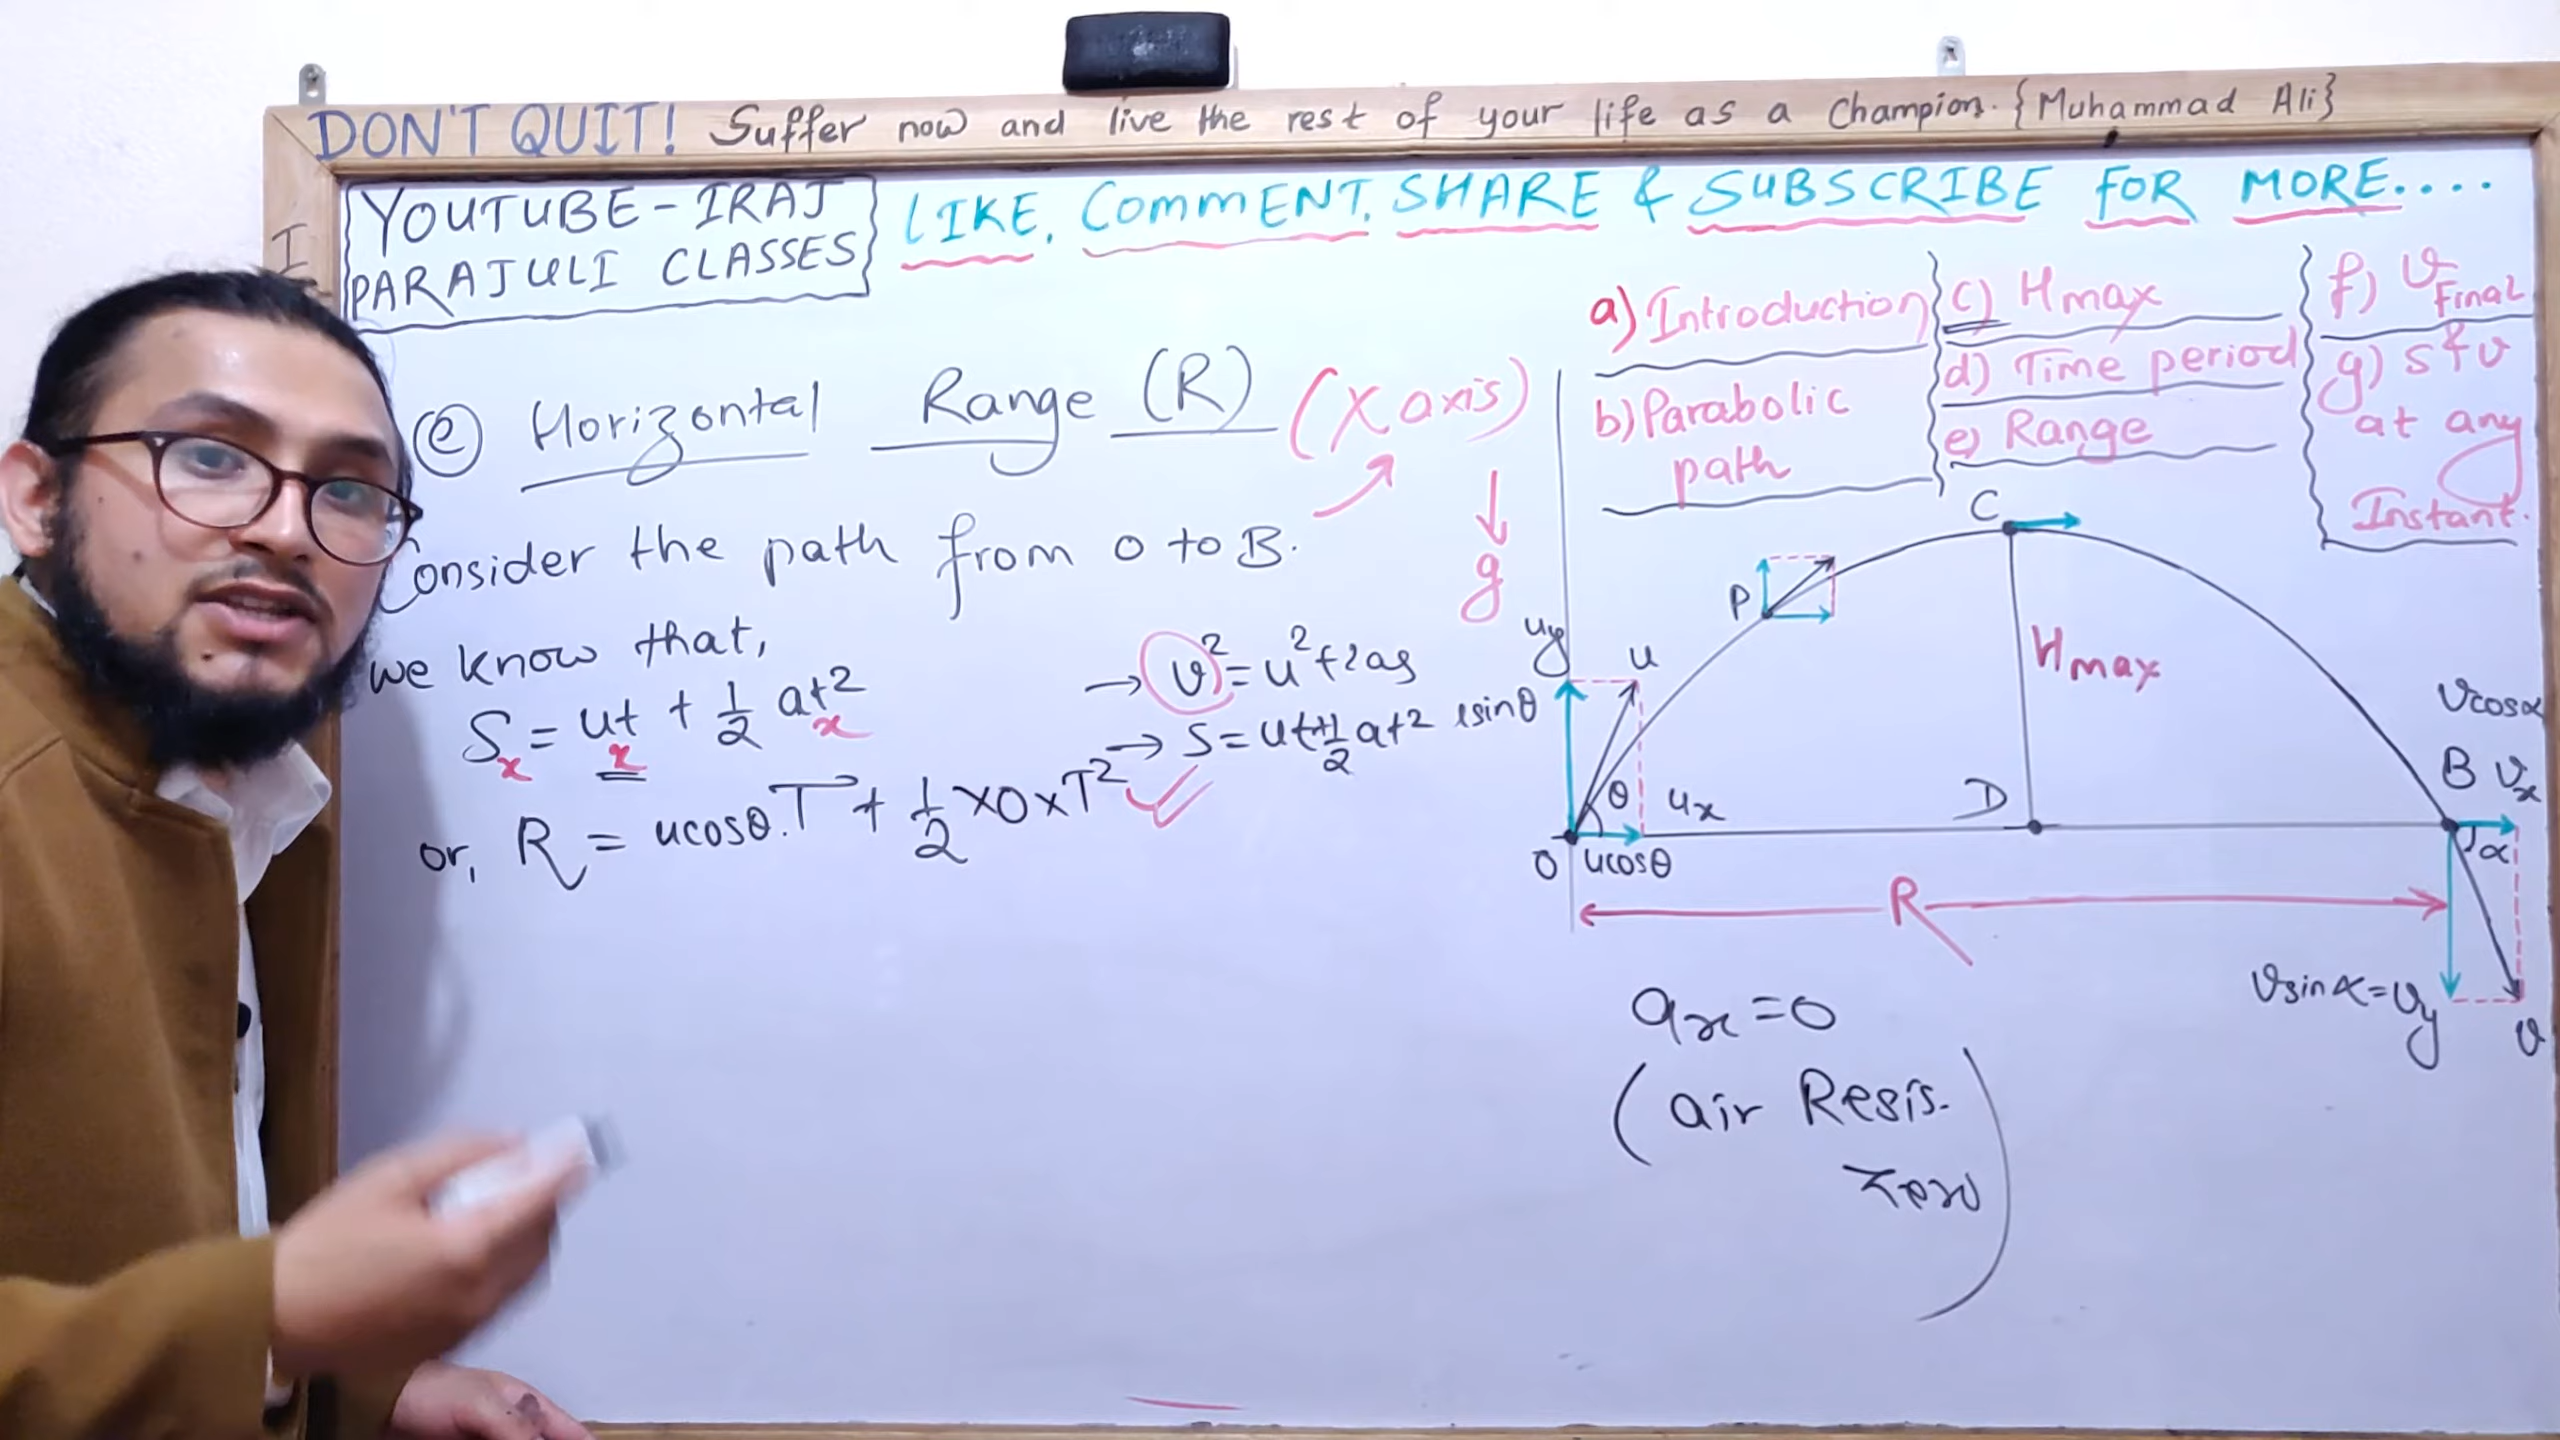 DON'T QUIT! Suffer now and live the rest of your life as a Champion. {Muhammad Ali}
I
YOUTUBE - IRAJ
PARAJULI CLASSES
LIKE, COMMENT, SHARE & SUBSCRIBE FOR MORE....
a) Introduction
b) Parabolic
path
c) Hmax
d) Time period
e) Range
f) v Final
g) s & v
at any
Instant.
(e) Horizontal Range (R) (X axis)
↓
g
Consider the path from O to B.
we know that,
Sx = uxt + 1/2 axt²
or, R = ucosθ.T + 1/2 × 0 × T²
→ v² = u² + 2as
→ s = ut + 1/2 at²
uy
u
usinθ
θ
ux
O
ucosθ
P
C
Hmax
D
vcosα
B vx
α
R
vsinα = vy
v
ax = 0
(air Resis.
zero)